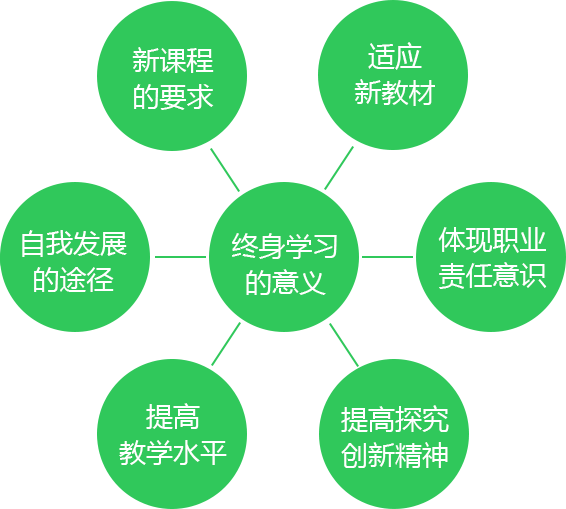 新课程
的要求
适应
新教材
自我发展
的途径
终身学习
的意义
体现职业
责任意识
提高
教学水平
提高探究
创新精神